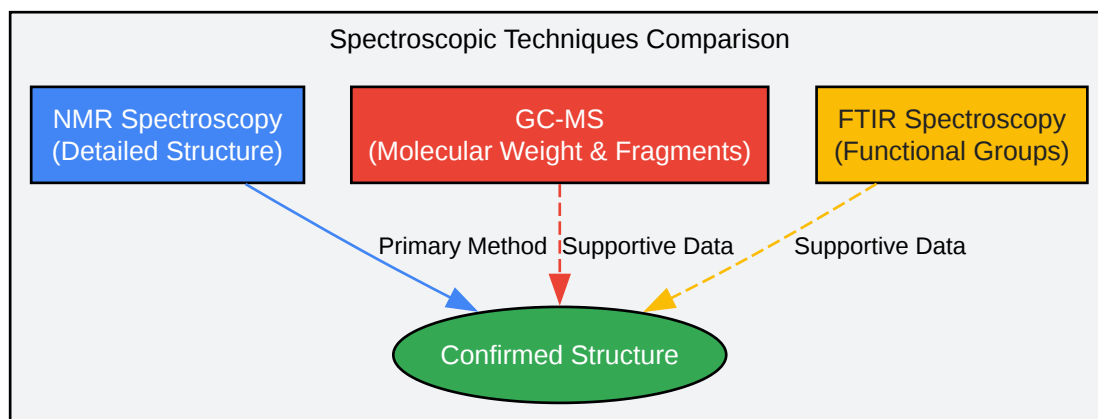 Spectroscopic Techniques Comparison
NMR Spectroscopy
(Detailed Structure)
GC-MS
(Molecular Weight & Fragments)
FTIR Spectroscopy
(Functional Groups)
Primary Method
Supportive Data
Supportive Data
Confirmed Structure